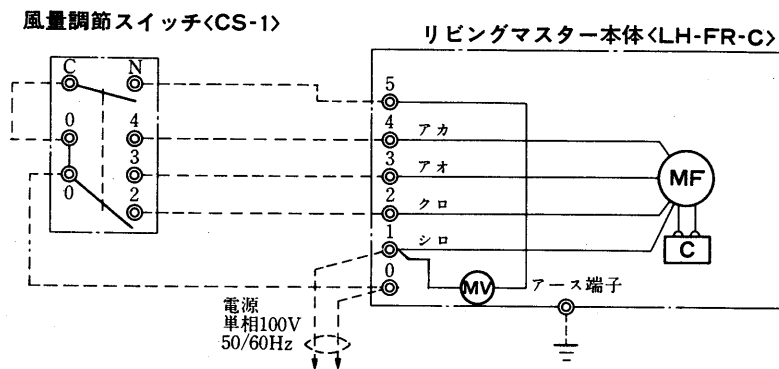 風量調節スイッチ<CS-1>
リビングマスター本体<LH-FR-C>
C N
0 4
3
0 2
5
4 アカ
3 アオ
2 クロ
1 シロ
0
MF
C
MV
アース端子
電源
単相100V
50/60Hz